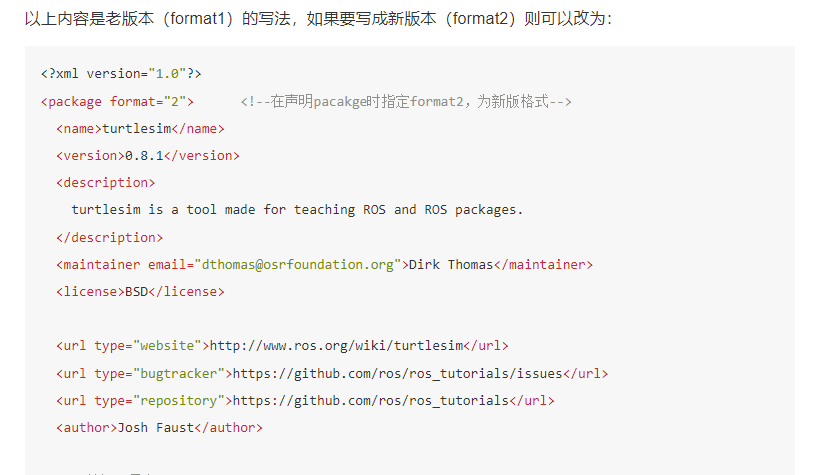 以上内容是老版本（format1）的写法，如果要写成新版本（format2）则可以改为：
<?xml version="1.0"?>
<package format="2">      <!--在声明pacakge时指定format2，为新版格式-->
  <name>turtlesim</name>
  <version>0.8.1</version>
  <description>
    turtlesim is a tool made for teaching ROS and ROS packages.
  </description>
  <maintainer email="dthomas@osrfoundation.org">Dirk Thomas</maintainer>
  <license>BSD</license>
  <url type="website">http://www.ros.org/wiki/turtlesim</url>
  <url type="bugtracker">https://github.com/ros/ros_tutorials/issues</url>
  <url type="repository">https://github.com/ros/ros_tutorials</url>
  <author>Josh Faust</author>